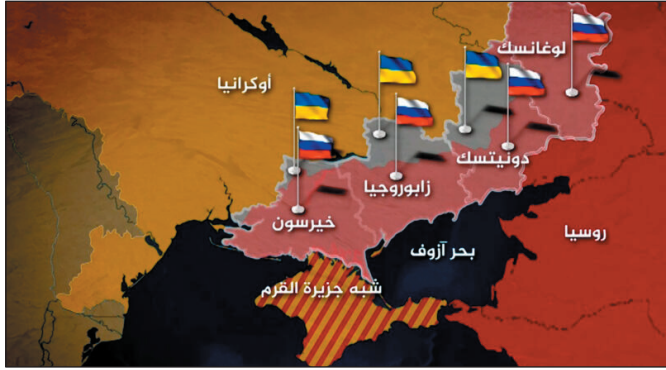 لوغانسك
أوكرانيا
دونيتسك
زابوروجيا
خيرسون
روسيا
بحر آزوف
شبه جزيرة القرم